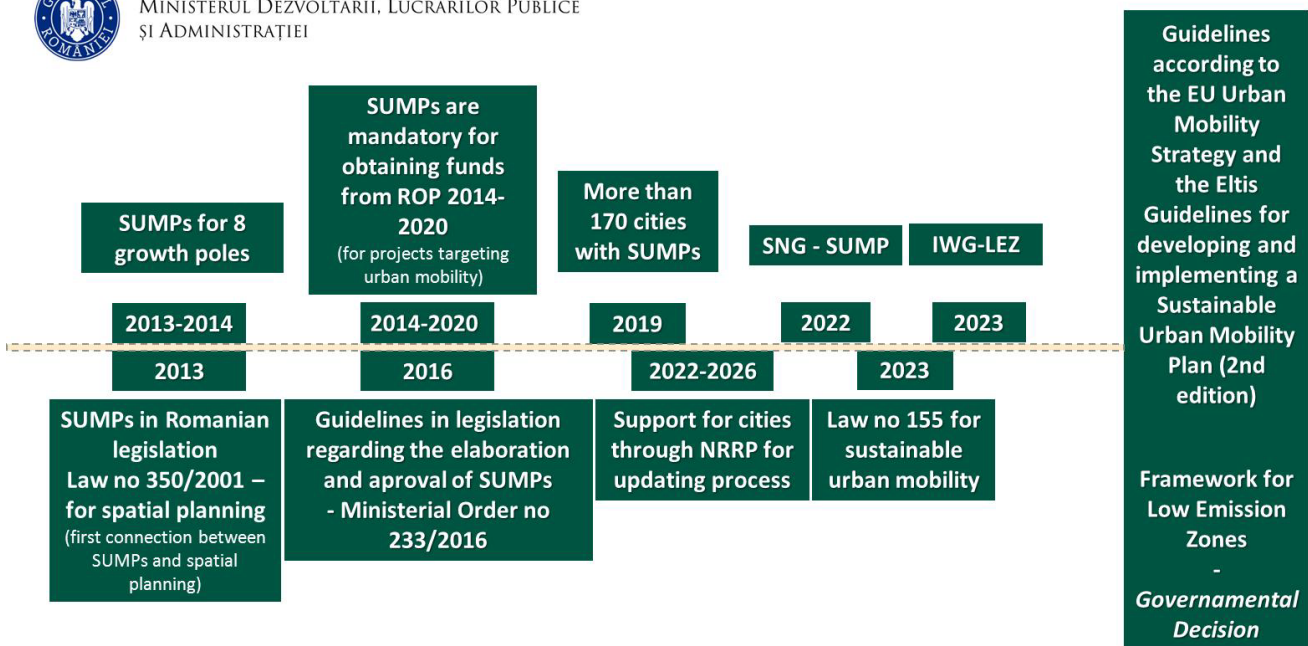 MINISTERUL DEZVOLTĂRII, LUCRĂRILOR PUBLICE
ȘI ADMINISTRAȚIEI
ROMÂNIEI
SUMPs for 8
growth poles
SUMPs are
mandatory for
obtaining funds
from ROP 2014-
2020
(for projects targeting
urban mobility)
More than
170 cities
with SUMPs
SNG - SUMP
IWG-LEZ
2013-2014
2014-2020
2019
2022
2023
2013
2016
2022-2026
2023
SUMPs in Romanian
legislation
Law no 350/2001 –
for spatial planning
(first connection between
SUMPs and spatial
planning)
Guidelines in legislation
regarding the elaboration
and aproval of SUMPs
- Ministerial Order no
233/2016
Support for cities
through NRRP for
updating process
Law no 155 for
sustainable
urban mobility
Guidelines
according to
the EU Urban
Mobility
Strategy and
the Eltis
Guidelines for
developing and
implementing a
Sustainable
Urban Mobility
Plan (2nd
edition)
Framework for
Low Emission
Zones
-
Governamental
Decision